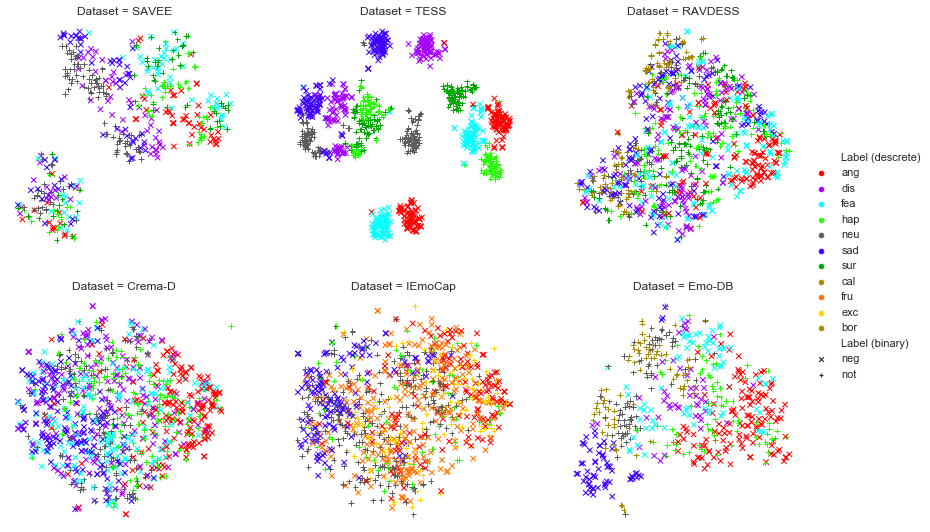 Dataset = SAVEE
Dataset = TESS
Dataset = RAVDESS
Label (descrete)
ang
dis
fea
hap
neu
sad
sur
cal
fru
exc
bor
Label (binary)
neg
not
Dataset = Crema-D
Dataset = IEmoCap
Dataset = Emo-DB